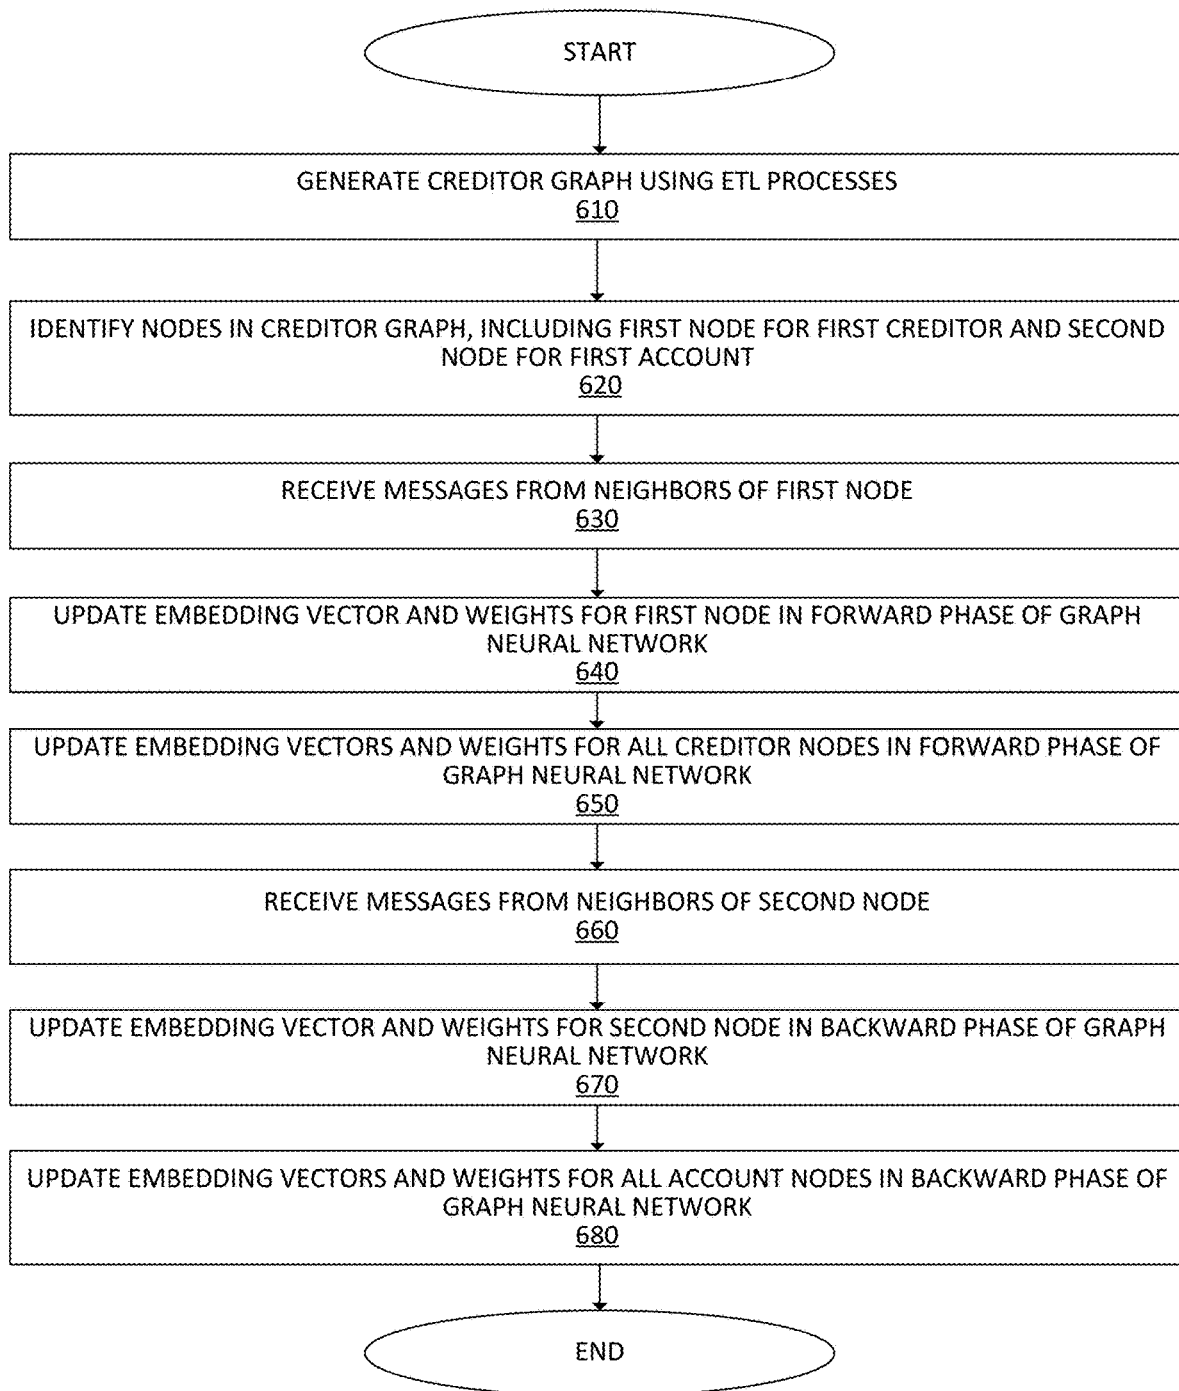 START
GENERATE CREDITOR GRAPH USING ETL PROCESSES
610
IDENTIFY NODES IN CREDITOR GRAPH, INCLUDING FIRST NODE FOR FIRST CREDITOR AND SECOND
NODE FOR FIRST ACCOUNT
620
RECEIVE MESSAGES FROM NEIGHBORS OF FIRST NODE
630
UPDATE EMBEDDING VECTOR AND WEIGHTS FOR FIRST NODE IN FORWARD PHASE OF GRAPH
NEURAL NETWORK
640
UPDATE EMBEDDING VECTORS AND WEIGHTS FOR ALL CREDITOR NODES IN FORWARD PHASE OF
GRAPH NEURAL NETWORK
650
RECEIVE MESSAGES FROM NEIGHBORS OF SECOND NODE
660
UPDATE EMBEDDING VECTOR AND WEIGHTS FOR SECOND NODE IN BACKWARD PHASE OF GRAPH
NEURAL NETWORK
670
UPDATE EMBEDDING VECTORS AND WEIGHTS FOR ALL ACCOUNT NODES IN BACKWARD PHASE OF
GRAPH NEURAL NETWORK
680
END